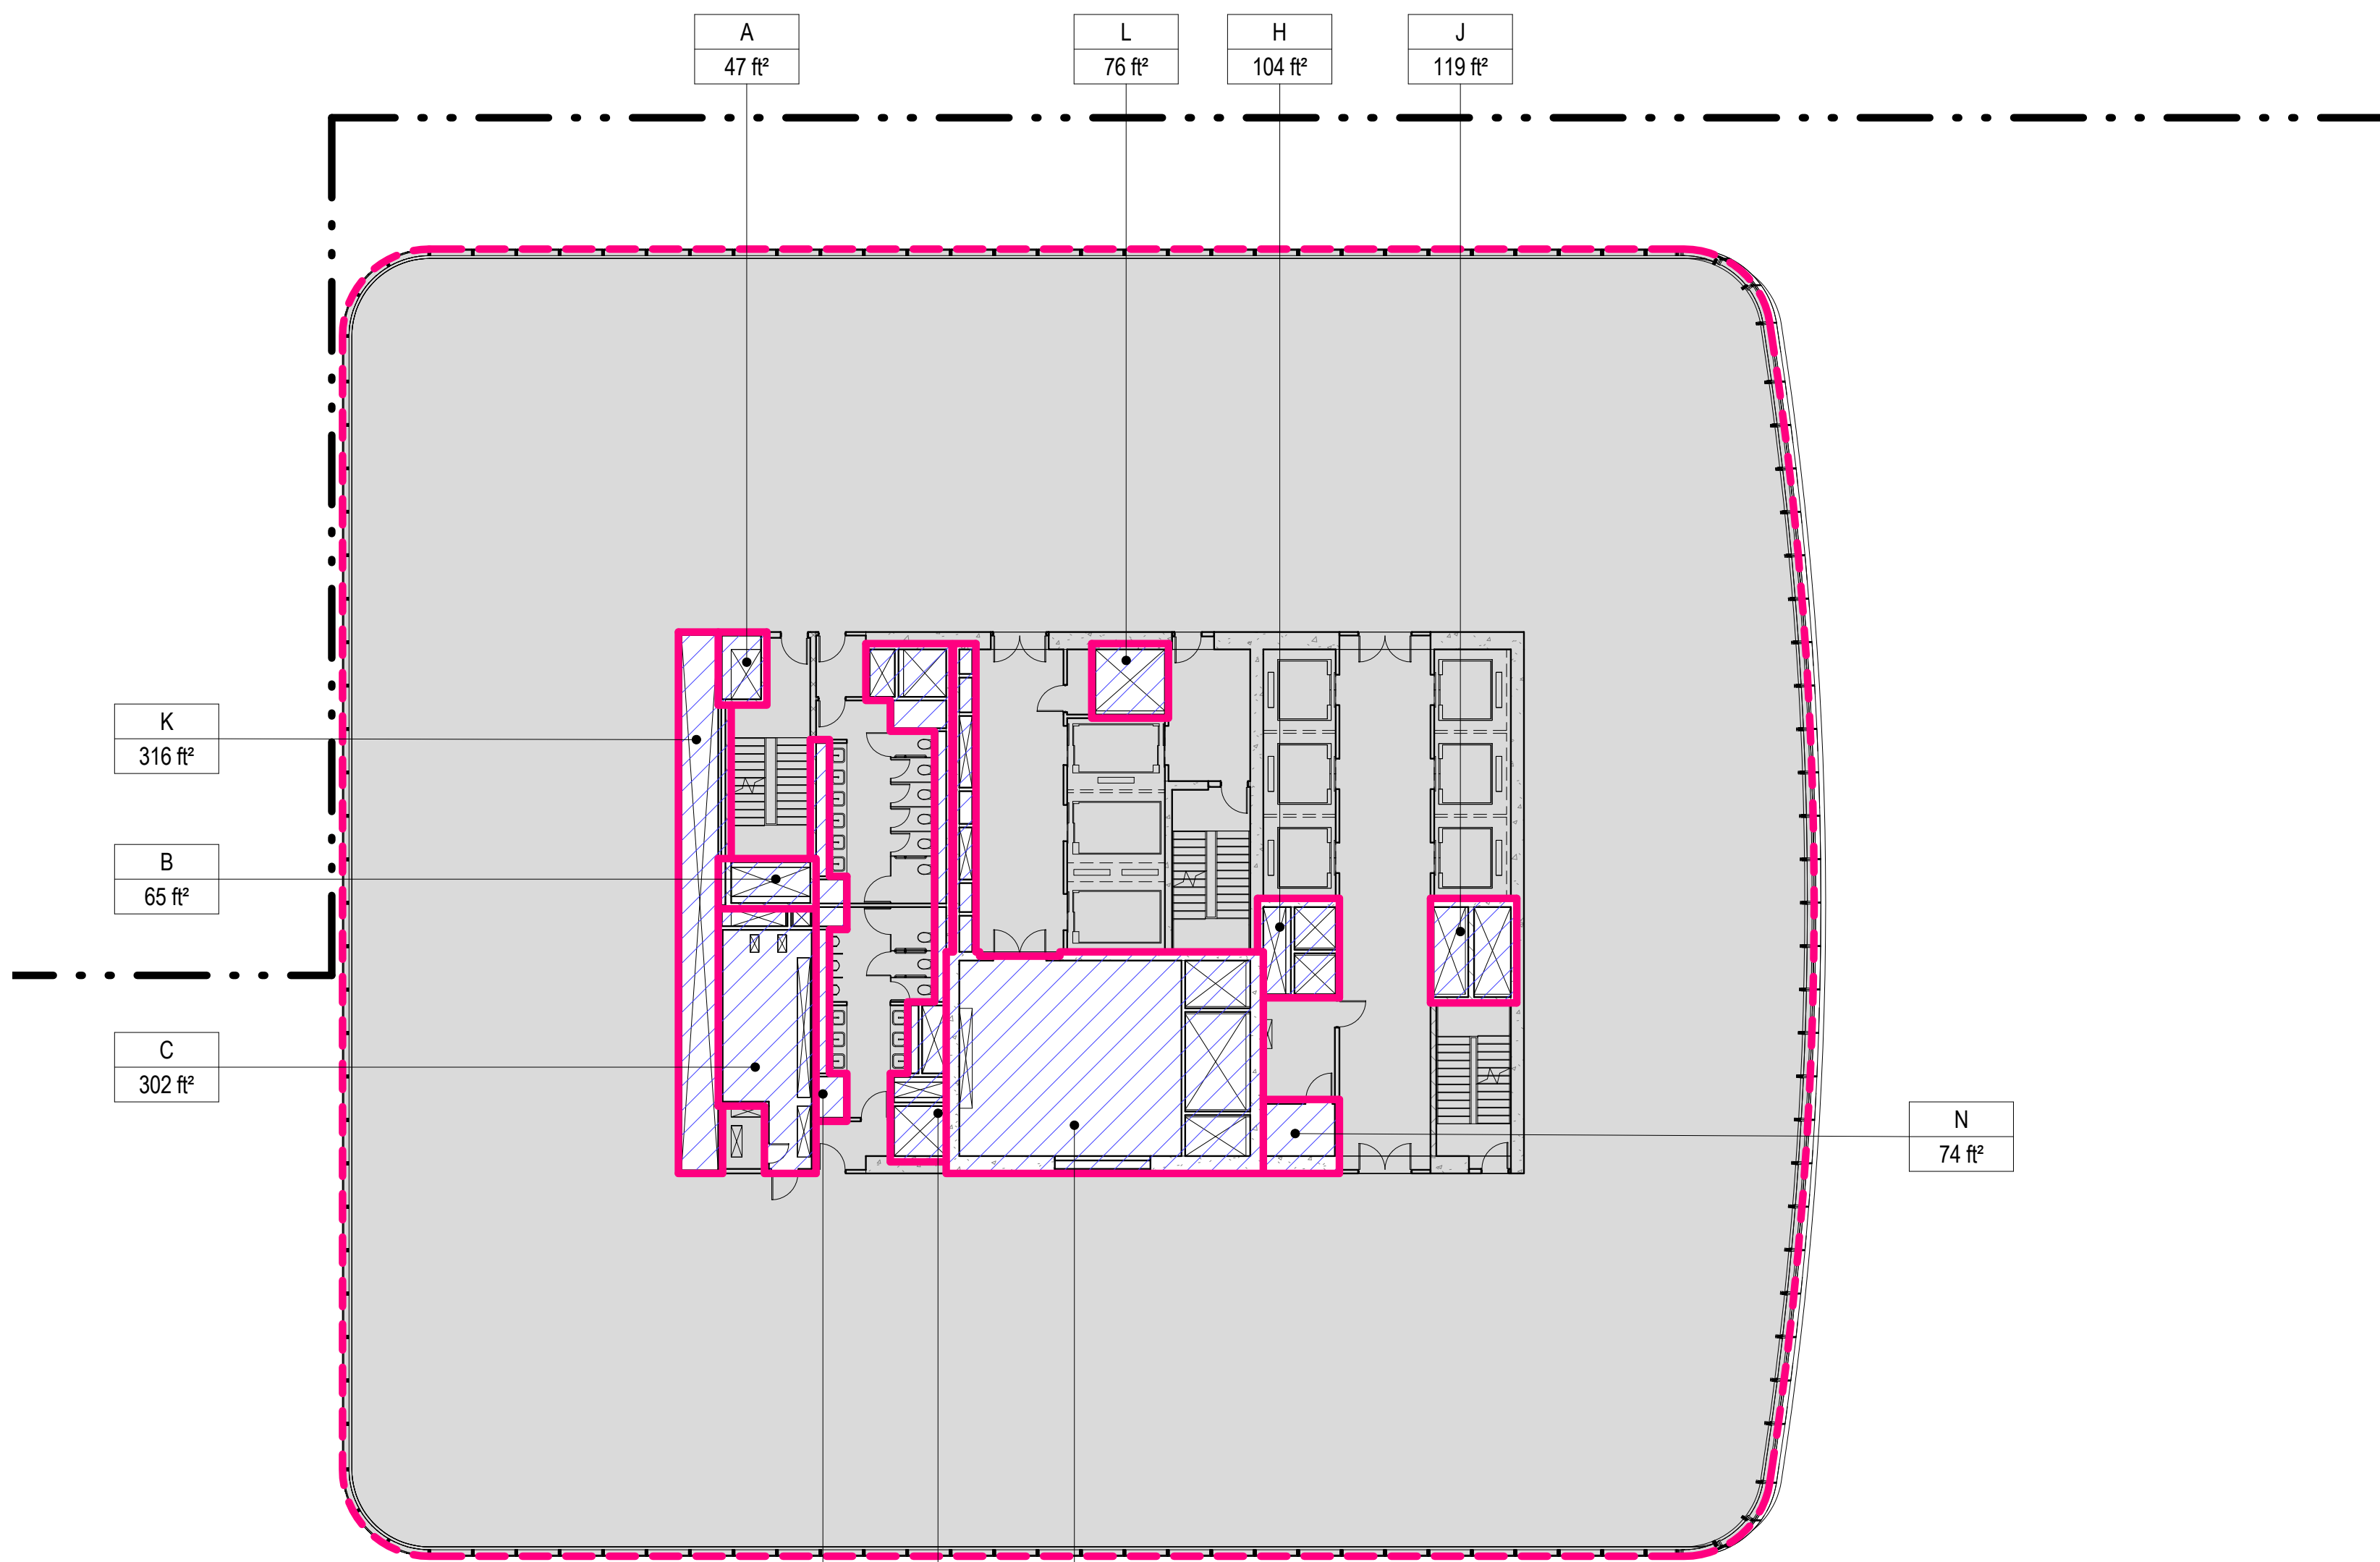 A
47 ft²
L
76 ft²
H
104 ft²
J
119 ft²
K
316 ft²
B
65 ft²
C
302 ft²
N
74 ft²